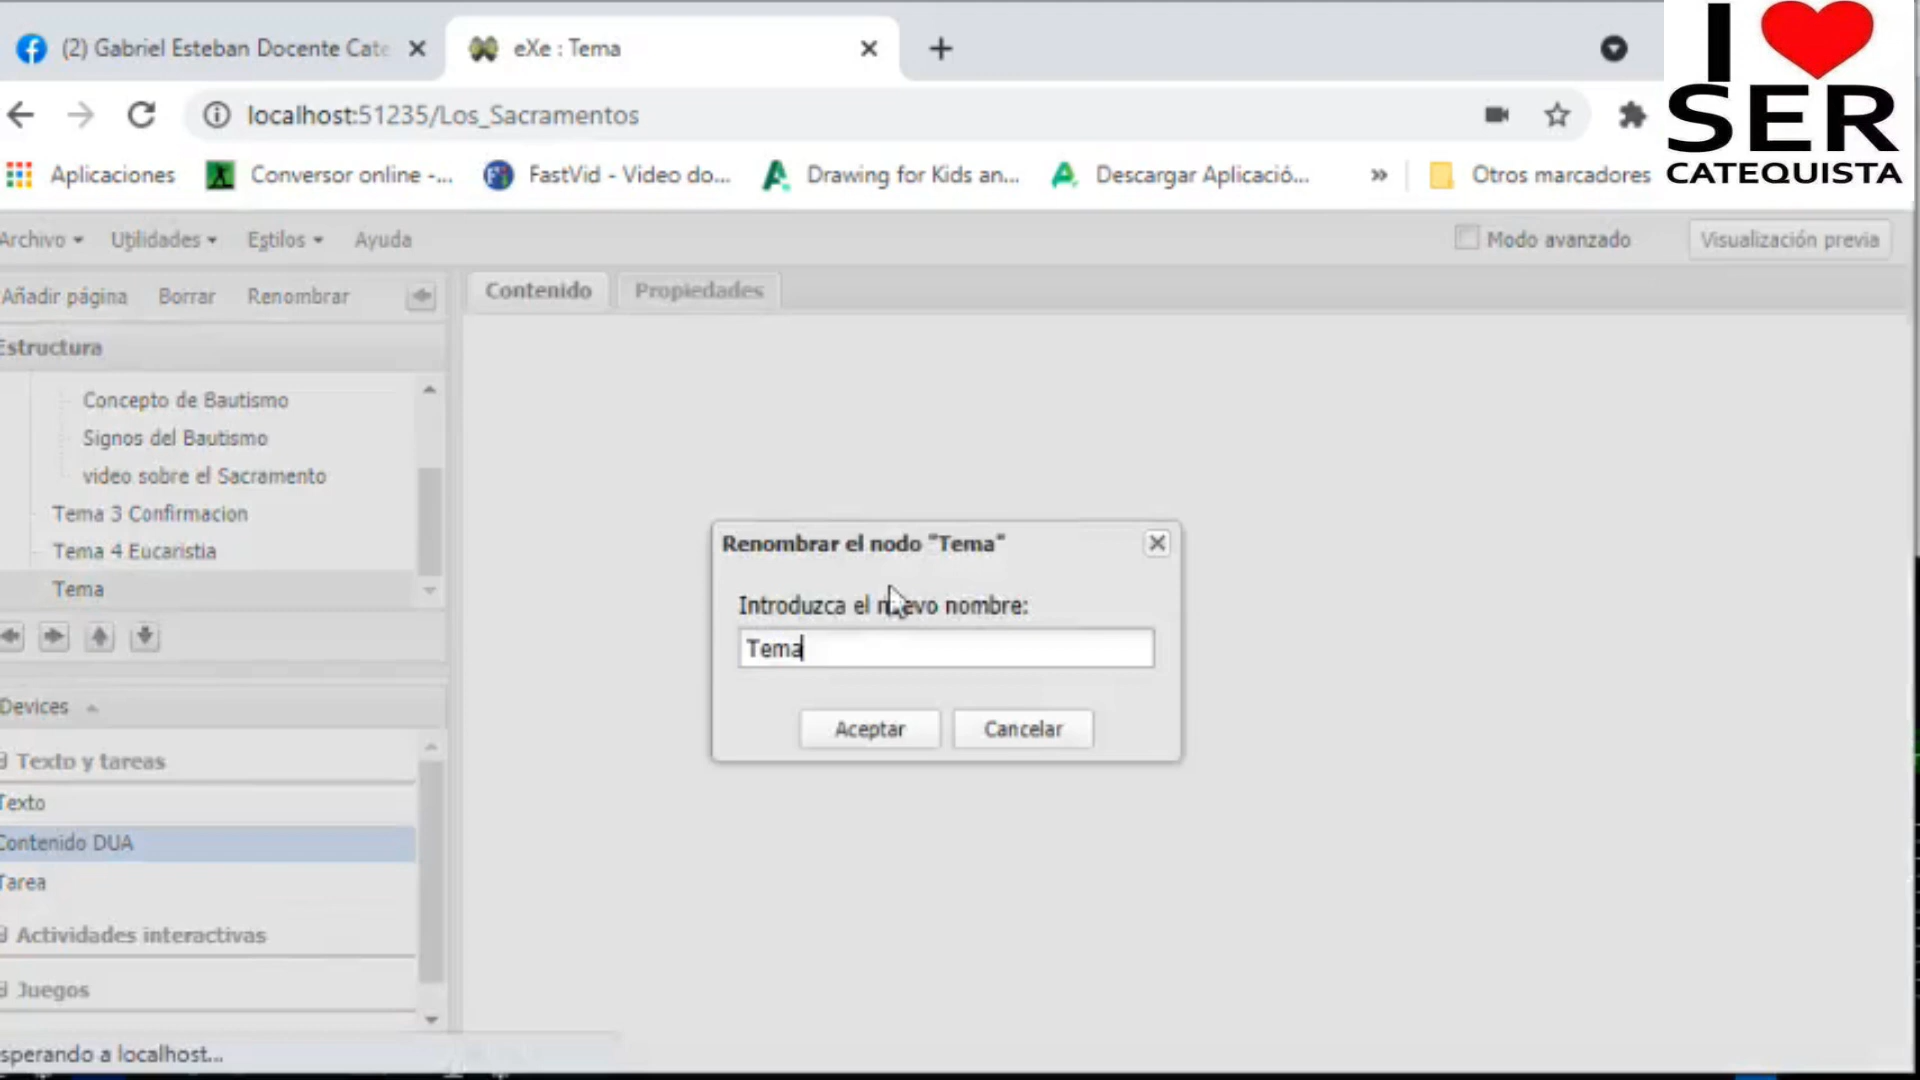 (2) Gabriel Esteban Docente Cate
eXe : Tema
I
SER
CATEQUISTA
localhost:51235/Los_Sacramentos
Aplicaciones
Conversor online -...
FastVid - Video do...
Drawing for Kids an...
Descargar Aplicació...
»
Otros marcadores
Archivo
Utilidades
Estilos
Ayuda
Modo avanzado
Visualización previa
Añadir página
Borrar
Renombrar
Contenido
Propiedades
Estructura
Concepto de Bautismo
Signos del Bautismo
video sobre el Sacramento
Tema 3 Confirmacion
Tema 4 Eucaristia
Tema
Renombrar el nodo "Tema"
Introduzca el nuevo nombre:
Tema
Aceptar
Cancelar
Devices
Texto y tareas
Texto
Contenido DUA
Tarea
Actividades interactivas
Juegos
sperando a localhost...